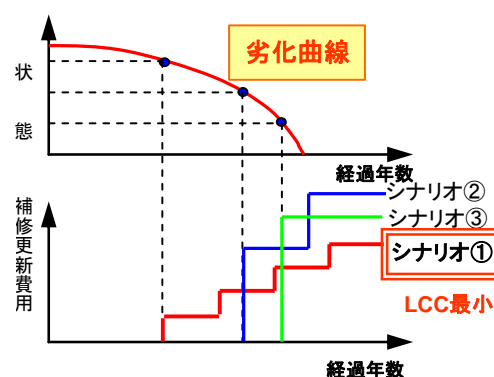 劣化曲線
状態
経過年数
補修更新費用
シナリオ②
シナリオ③
シナリオ①
LCC最小
経過年数